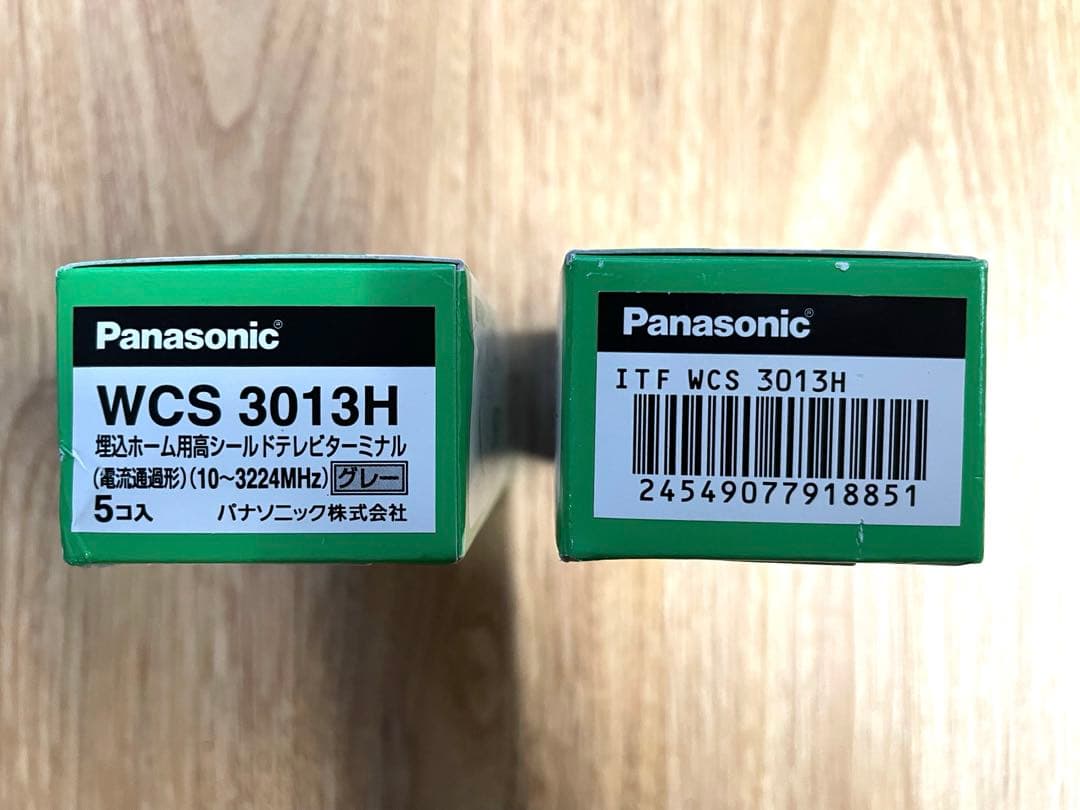 Panasonic®
WCS 3013H
埋込ホーム用高シールドテレビターミナル
(電流通過形)(10～3224MHz) グレー
5コ入 パナソニック株式会社
Panasonic®
ITF WCS 3013H
24549077918851